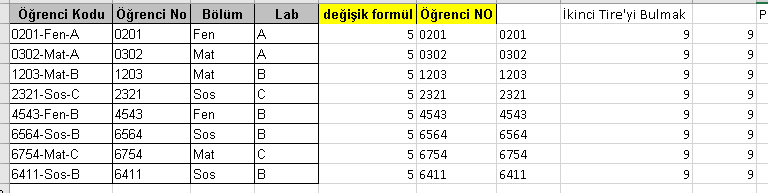 Öğrenci Kodu Öğrenci No Bölüm Lab değişik formül Öğrenci NO İkinci Tire'yi Bulmak P
0201-Fen-A 0201 Fen A 5 0201 0201 9 9
0302-Mat-A 0302 Mat A 5 0302 0302 9 9
1203-Mat-B 1203 Mat B 5 1203 1203 9 9
2321-Sos-C 2321 Sos C 5 2321 2321 9 9
4543-Fen-B 4543 Fen B 5 4543 4543 9 9
6564-Sos-B 6564 Sos B 5 6564 6564 9 9
6754-Mat-C 6754 Mat C 5 6754 6754 9 9
6411-Sos-B 6411 Sos B 5 6411 6411 9 9